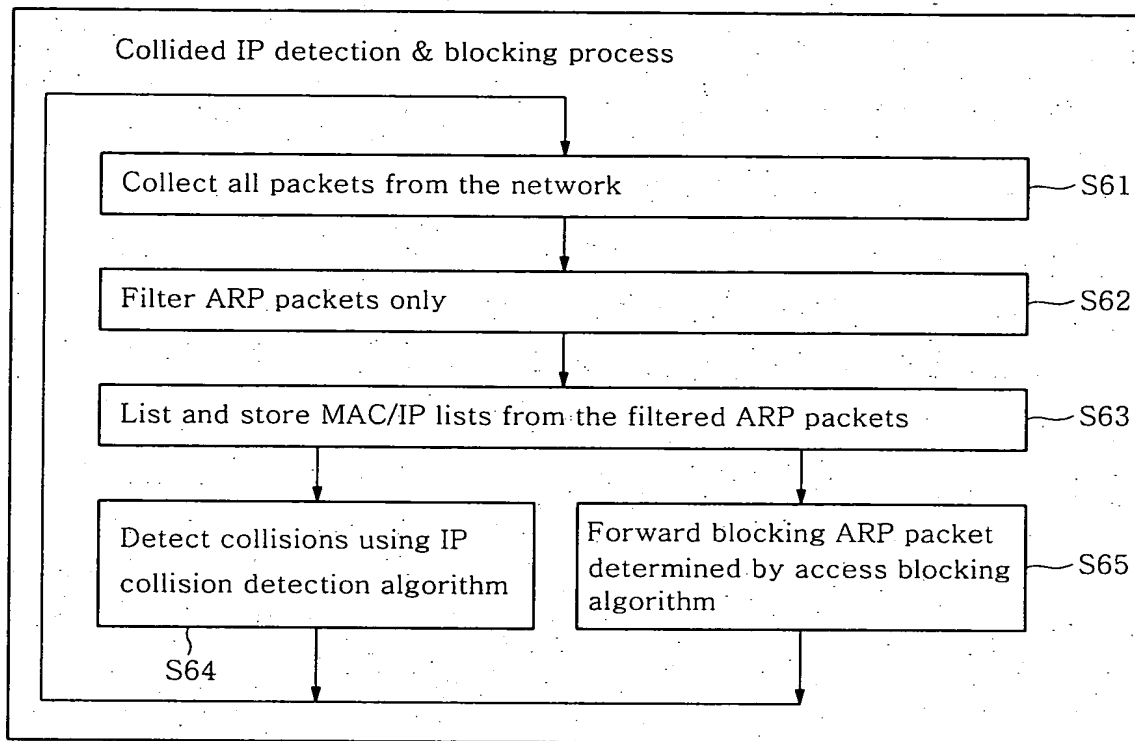 Collided IP detection & blocking process
Collect all packets from the network
S61
Filter ARP packets only
S62
List and store MAC/IP lists from the filtered ARP packets
S63
Detect collisions using IP
collision detection algorithm
S64
Forward blocking ARP packet
determined by access blocking
algorithm
S65